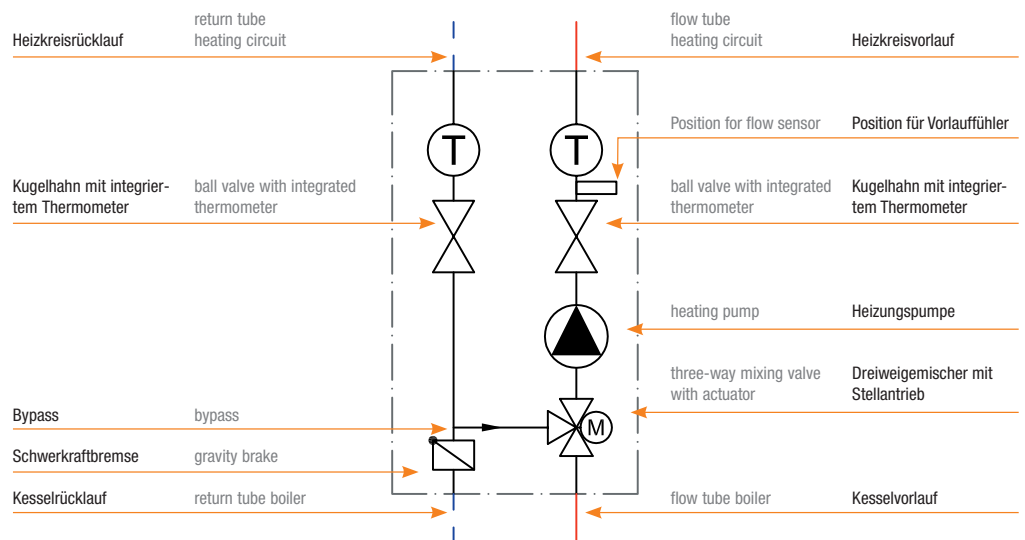 return tube
Heizkreisrücklauf heating circuit
flow tube
heating circuit Heizkreisvorlauf
T
T
Position for flow sensor Position für Vorlauffühler
Kugelhahn mit integrier- ball valve with integrated
tem Thermometer thermometer
ball valve with integrated Kugelhahn mit integrier-
thermometer tem Thermometer
heating pump Heizungspumpe
three-way mixing valve Dreiweigemischer mit
with actuator Stellantrieb
Bypass bypass
M
Schwerkraftbremse gravity brake
Kesselrücklauf return tube boiler
flow tube boiler Kesselvorlauf